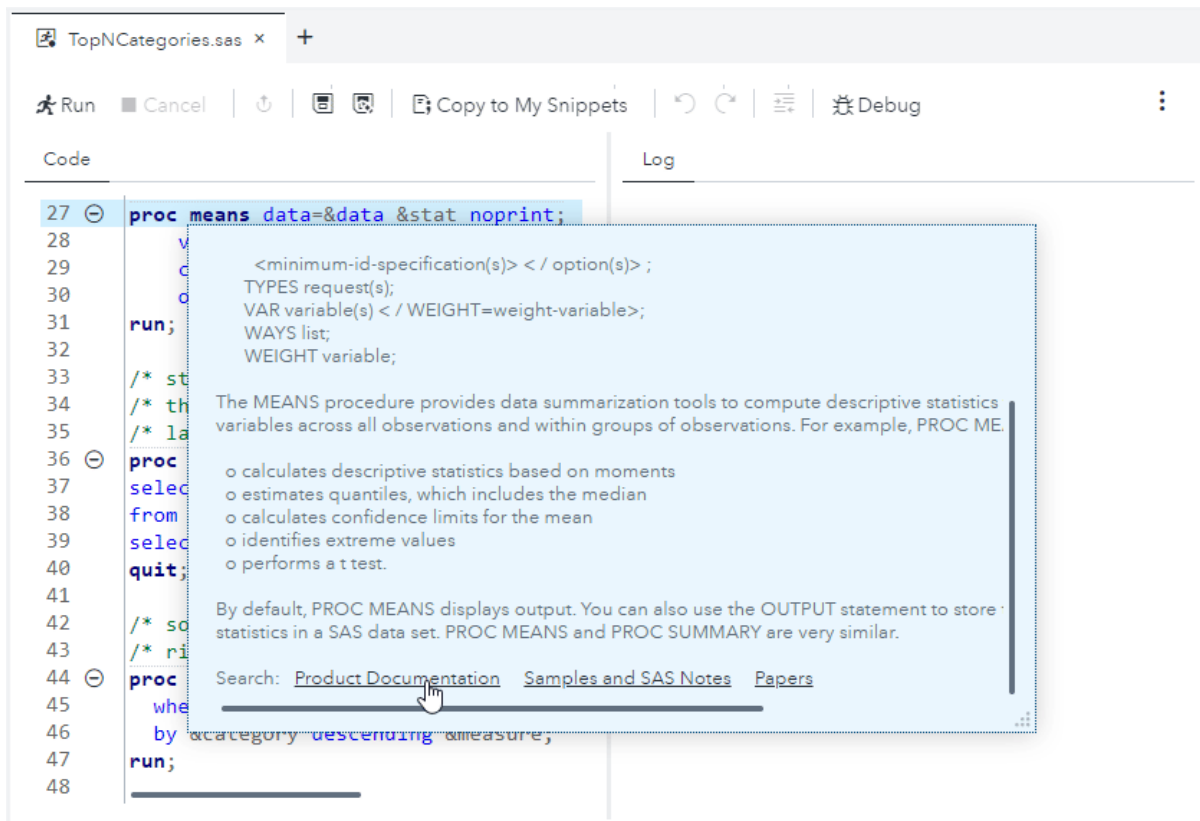 TopNCategories.sas × +
Run Cancel Copy to My Snippets Debug
Code
Log
27 proc means data=&data &stat noprint;
28 v
29 c
30 o
31 run;
32
33 /* st
34 /* th
35 /* la
36 proc
37 selec
38 from
39 selec
40 quit;
41
42 /* so
43 /* ri
44 proc
45 whe
46 by &category descending &measure;
47 run;
48
<minimum-id-specification(s)> < / option(s)> ;
TYPES request(s);
VAR variable(s) < / WEIGHT=weight-variable>;
WAYS list;
WEIGHT variable;
The MEANS procedure provides data summarization tools to compute descriptive statistics
variables across all observations and within groups of observations. For example, PROC ME
o calculates descriptive statistics based on moments
o estimates quantiles, which includes the median
o calculates confidence limits for the mean
o identifies extreme values
o performs a t test.
By default, PROC MEANS displays output. You can also use the OUTPUT statement to store
statistics in a SAS data set. PROC MEANS and PROC SUMMARY are very similar.
Search: Product Documentation Samples and SAS Notes Papers